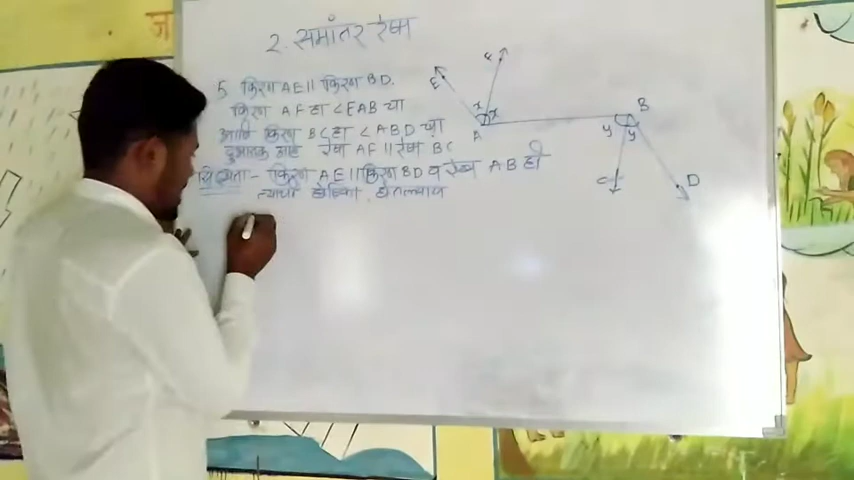 2. समांतर रेषा
5 किरण AE || किरण BD.
किरण AF हा ∠EAB चा
आणि किरण BC हा ∠ABD चा
दुभाजक आहे रेषा AF || रेषा BC
सिद्धता - किरण AE || किरण BD व रेषा AB ही
त्यांची छेदिका घेतल्यास
E
F
x
x
A
B
y
y
C
D
ज